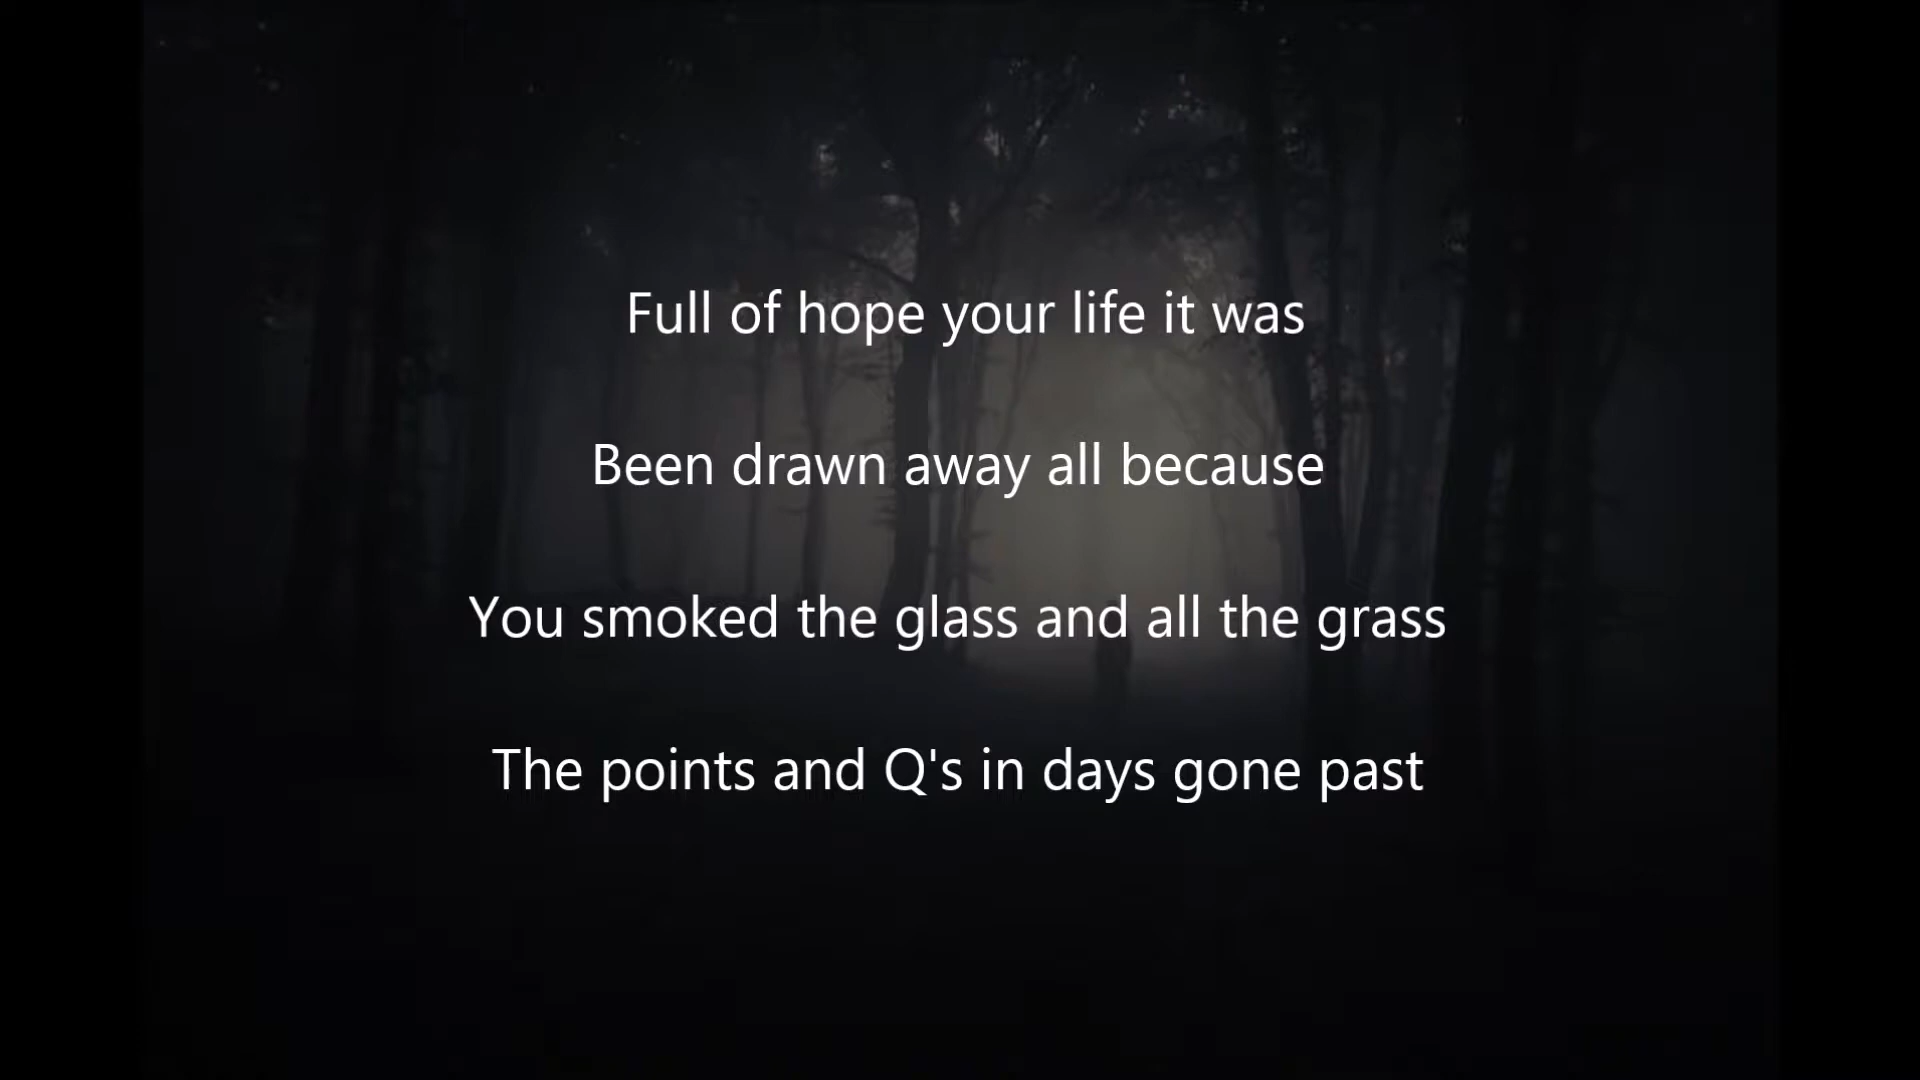 Full of hope your life it was
Been drawn away all because
You smoked the glass and all the grass
The points and Q's in days gone past